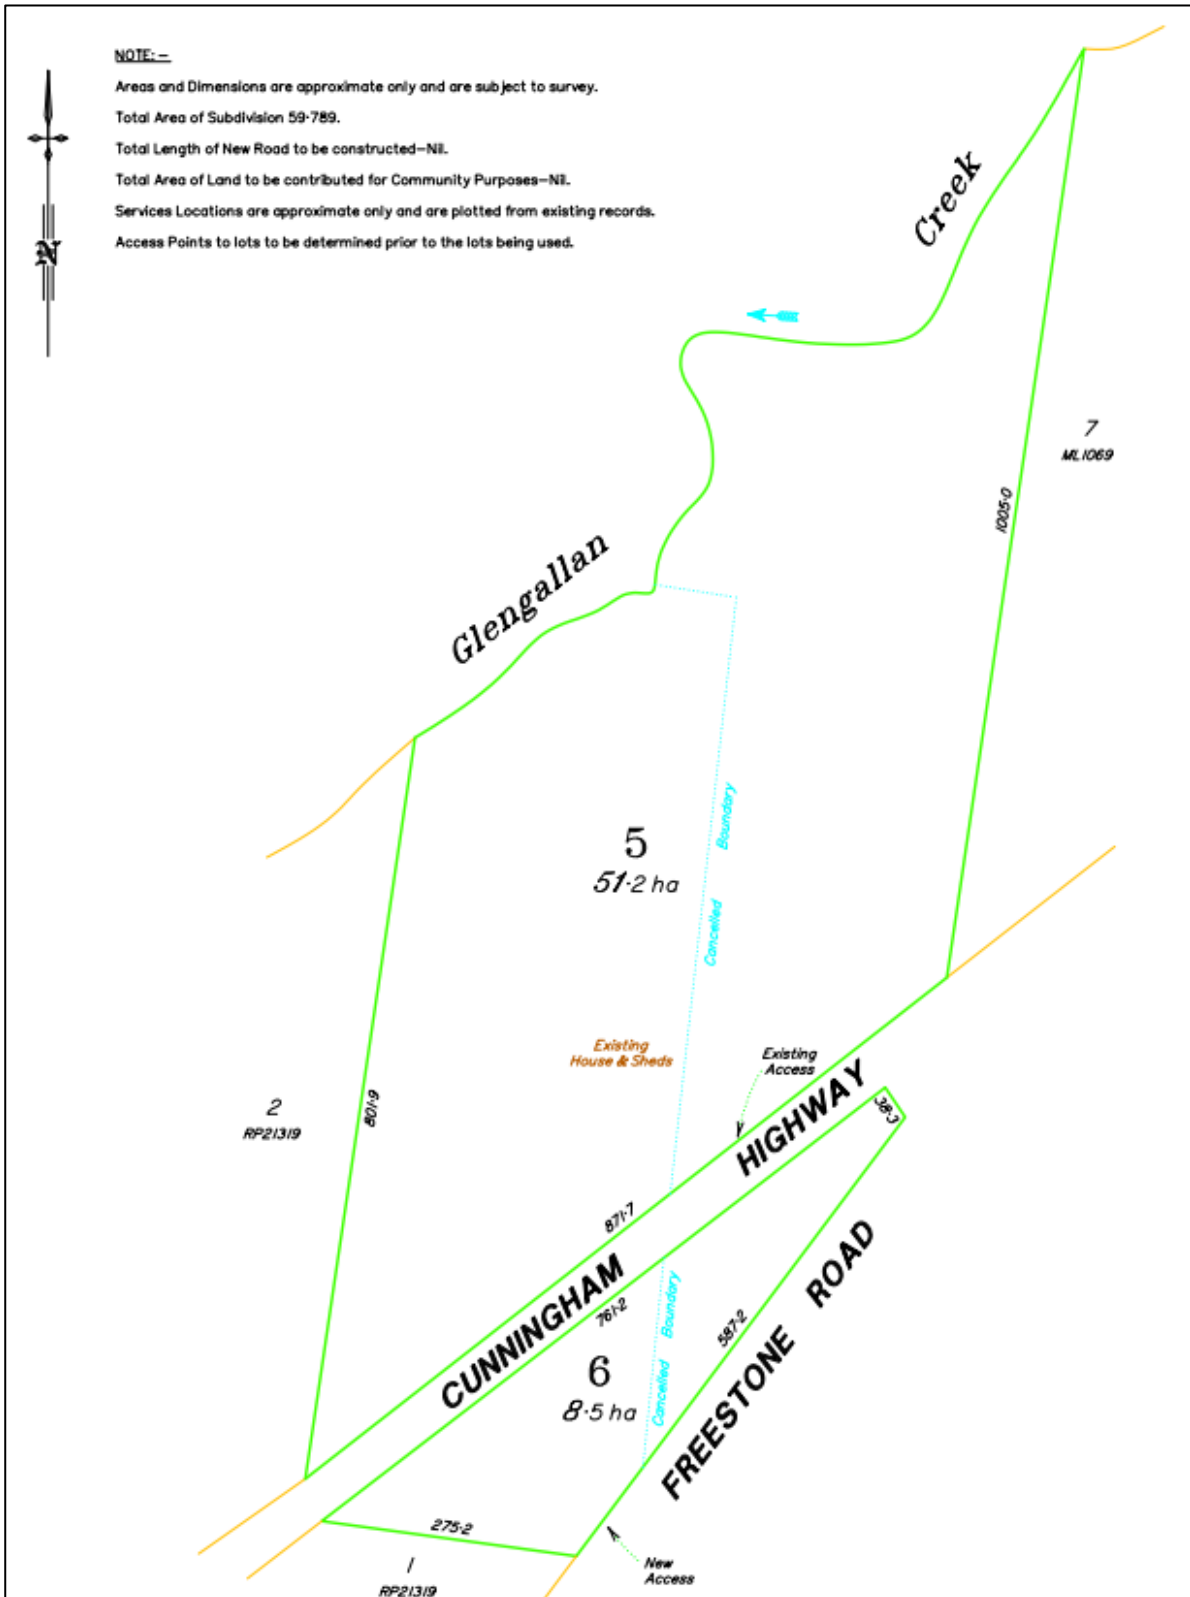 NOTE: –
Areas and Dimensions are approximate only and are subject to survey.
Total Area of Subdivision 59·789.
Total Length of New Road to be constructed–Nil.
Total Area of Land to be contributed for Community Purposes–Nil.
Services Locations are approximate only and are plotted from existing records.
Access Points to lots to be determined prior to the lots being used.
N
Creek
7
ML1069
1005·0
Glengallan
5
51·2 ha
Cancelled Boundary
Existing
House & Sheds
Existing
Access
2
RP21319
801·9
38·3
871·7
CUNNINGHAM HIGHWAY
761·2
6
8·5 ha
Cancelled Boundary
587·2
FREESTONE ROAD
275·2
1
RP21319
New
Access